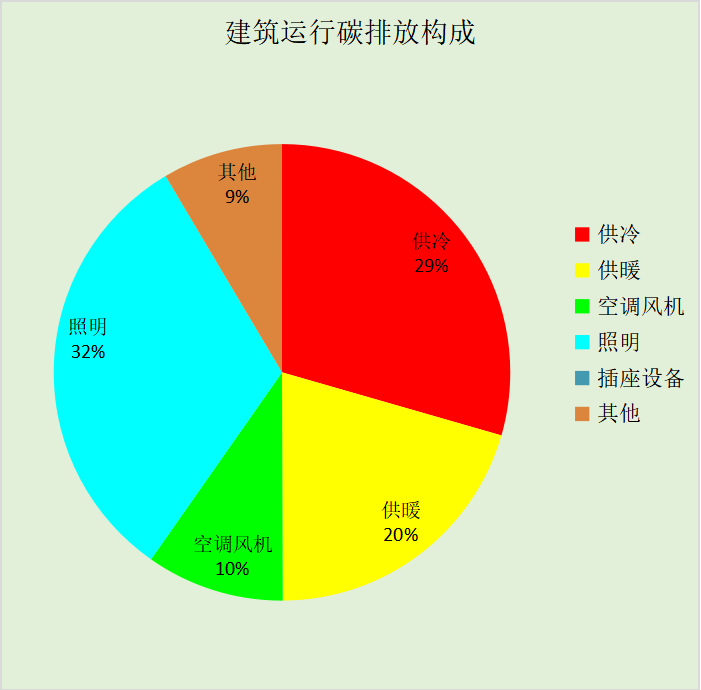 建筑运行碳排放构成
其他
9%
供冷
29%
照明
32%
供暖
20%
空调风机
10%
供冷
供暖
空调风机
照明
插座设备
其他